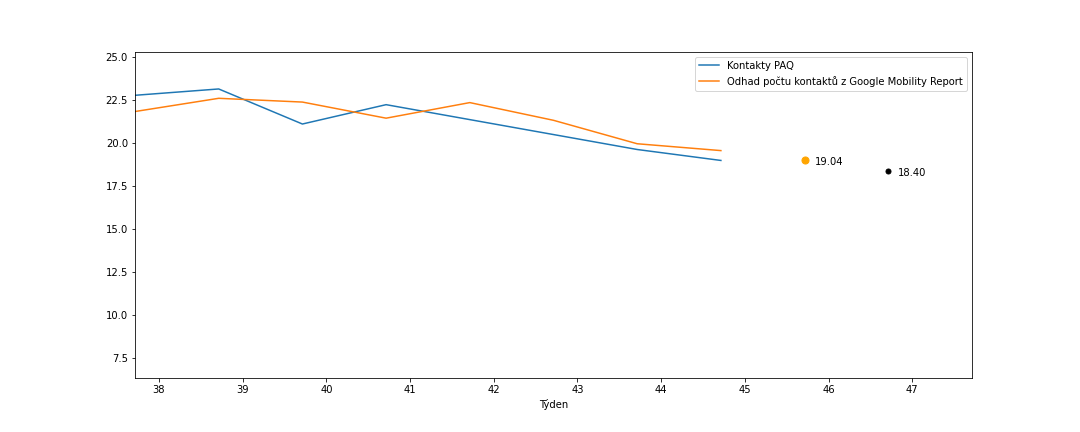 25.0
22.5
20.0
17.5
15.0
12.5
10.0
7.5
Kontakty PAQ
Odhad počtu kontaktů z Google Mobility Report
19.04
18.40
38 39 40 41 42 43 44 45 46 47
Týden